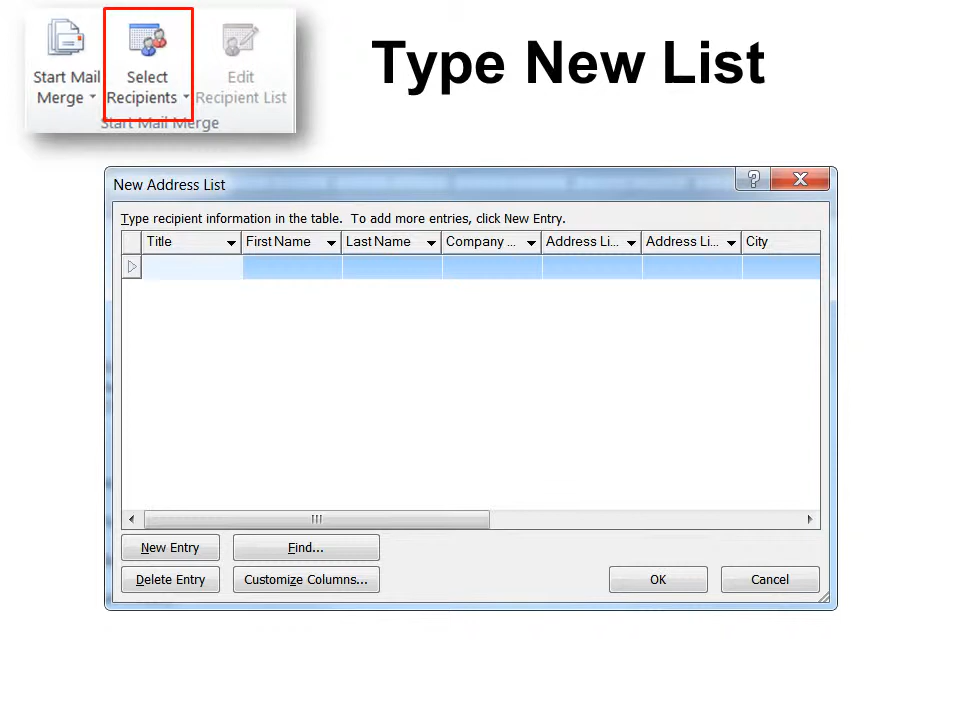 Start Mail Merge
Select Recipients
Edit Recipient List
Start Mail Merge
Type New List
New Address List
?
Type recipient information in the table.  To add more entries, click New Entry.
Title First Name Last Name Company ... Address Li... Address Li... City
New Entry Find...
Delete Entry Customize Columns... OK Cancel